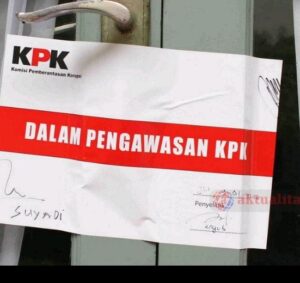 KPK
Komisi Pemberantasan Korupsi
DALAM PENGAWASAN KPK
Penyelidik
aktualita
SUYADI